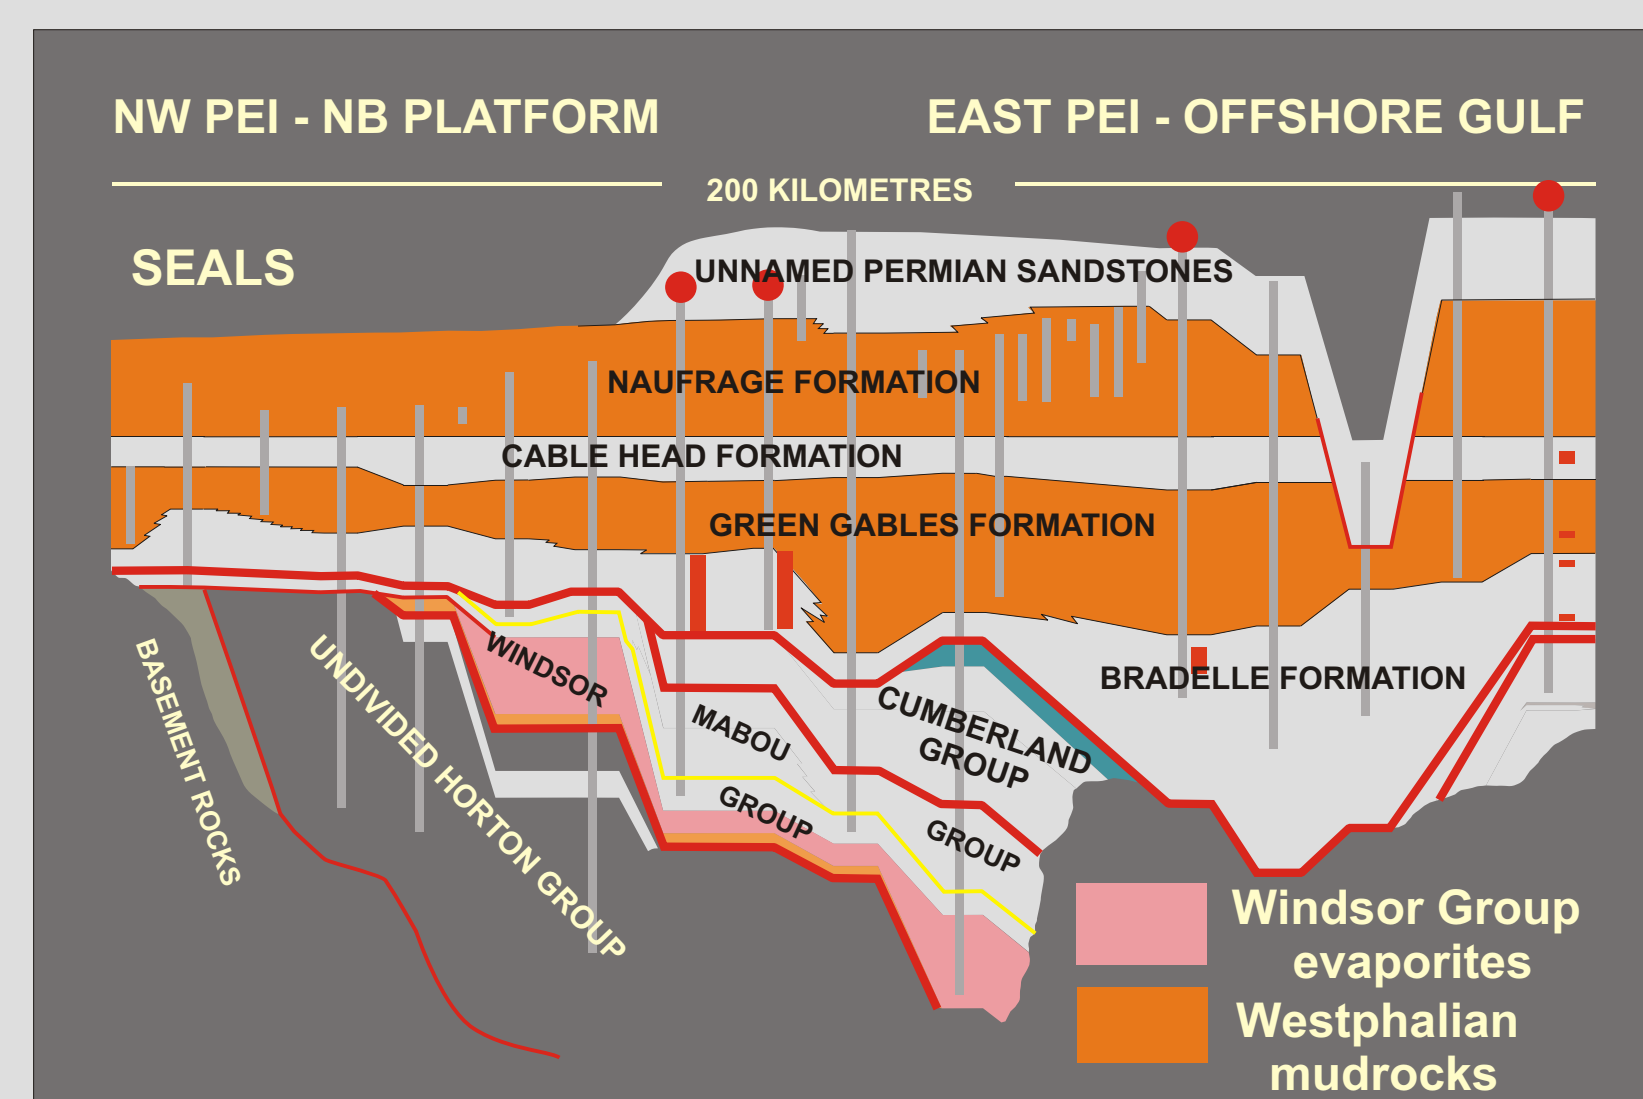 NW PEI - NB PLATFORM
EAST PEI - OFFSHORE GULF
200 KILOMETRES
SEALS
UNNAMED PERMIAN SANDSTONES
NAUFRAGE FORMATION
CABLE HEAD FORMATION
GREEN GABLES FORMATION
BRADELLE FORMATION
BASEMENT ROCKS
UNDIVIDED HORTON GROUP
WINDSOR
MABOU
GROUP
CUMBERLAND
GROUP
GROUP
Windsor Group
evaporites
Westphalian
mudrocks